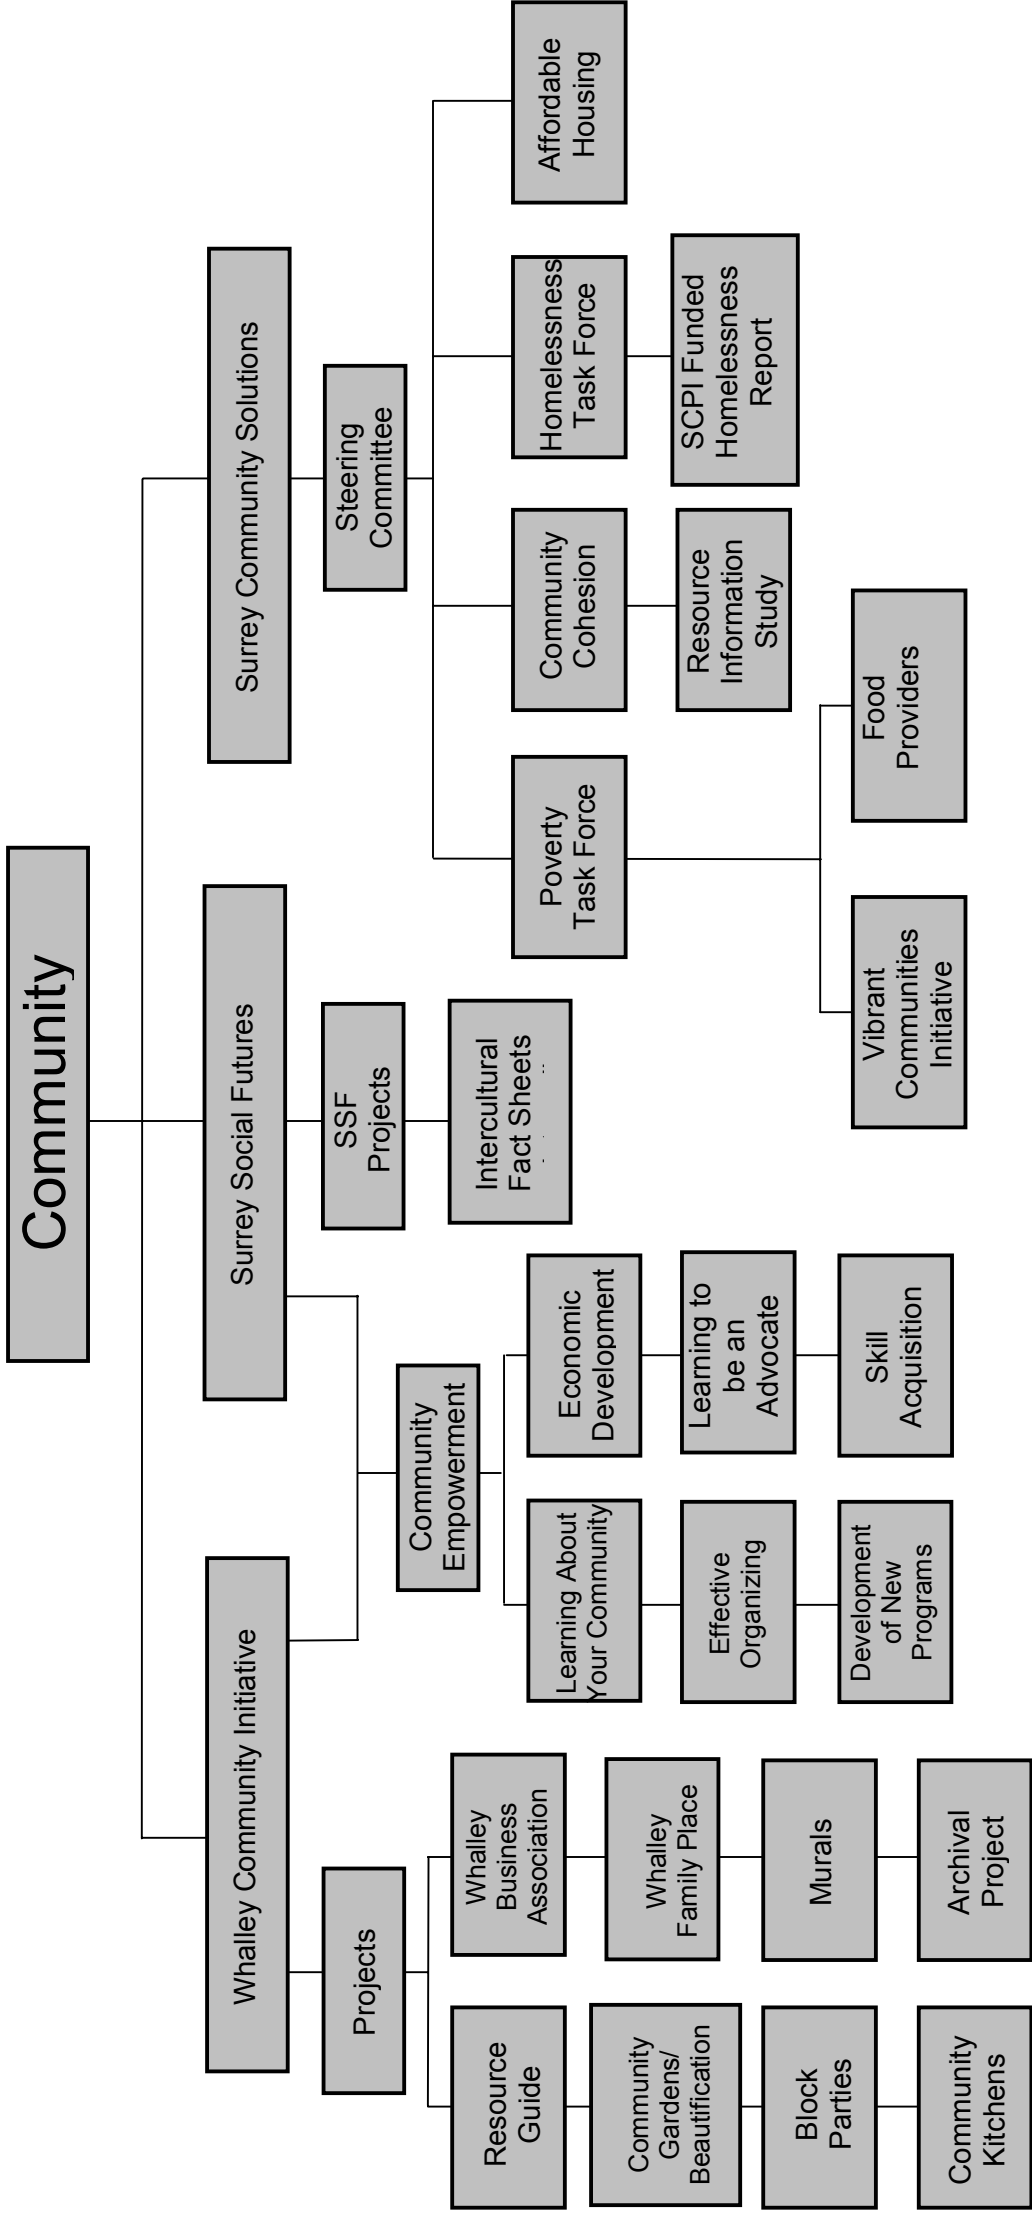 Community
Whalley Community Initiative
Surrey Social Futures
Surrey Community Solutions
Projects
SSF
Projects
Steering
Committee
Community
Empowerment
Resource
Guide
Whalley
Business
Association
Community
Gardens/
Beautification
Whalley
Family Place
Block
Parties
Murals
Community
Kitchens
Archival
Project
Learning About
Your Community
Economic
Development
Effective
Organizing
Learning to
be an
Advocate
Development
of New
Programs
Skill
Acquisition
Intercultural
Fact Sheets
Poverty
Task Force
Community
Cohesion
Homelessness
Task Force
Affordable
Housing
Resource
Information
Study
SCPI Funded
Homelessness
Report
Vibrant
Communities
Initiative
Food
Providers